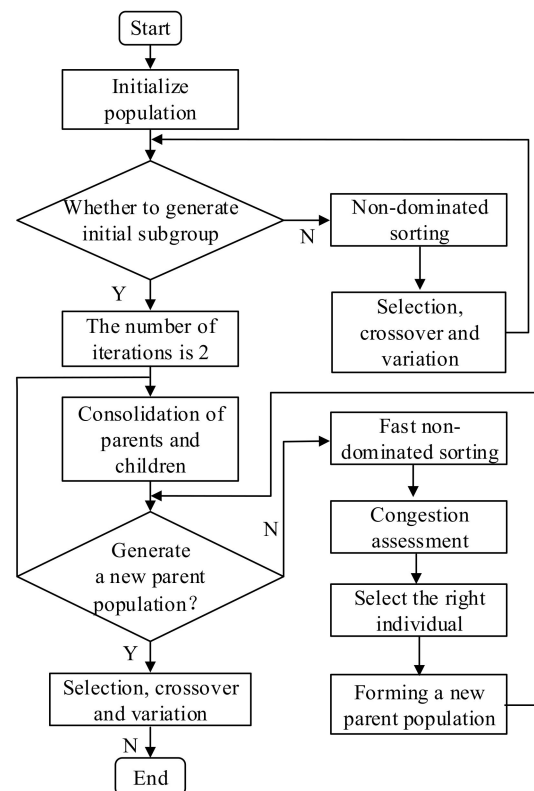 Start
Initialize
population
Whether to generate
initial subgroup
N
Non-dominated
sorting
Selection,
crossover and
variation
Y
The number of
iterations is 2
Consolidation of
parents and
children
Generate
a new parent
population?
N
Fast non-
dominated sorting
Congestion
assessment
Select the right
individual
Forming a new
parent population
Y
Selection, crossover
and variation
N
End